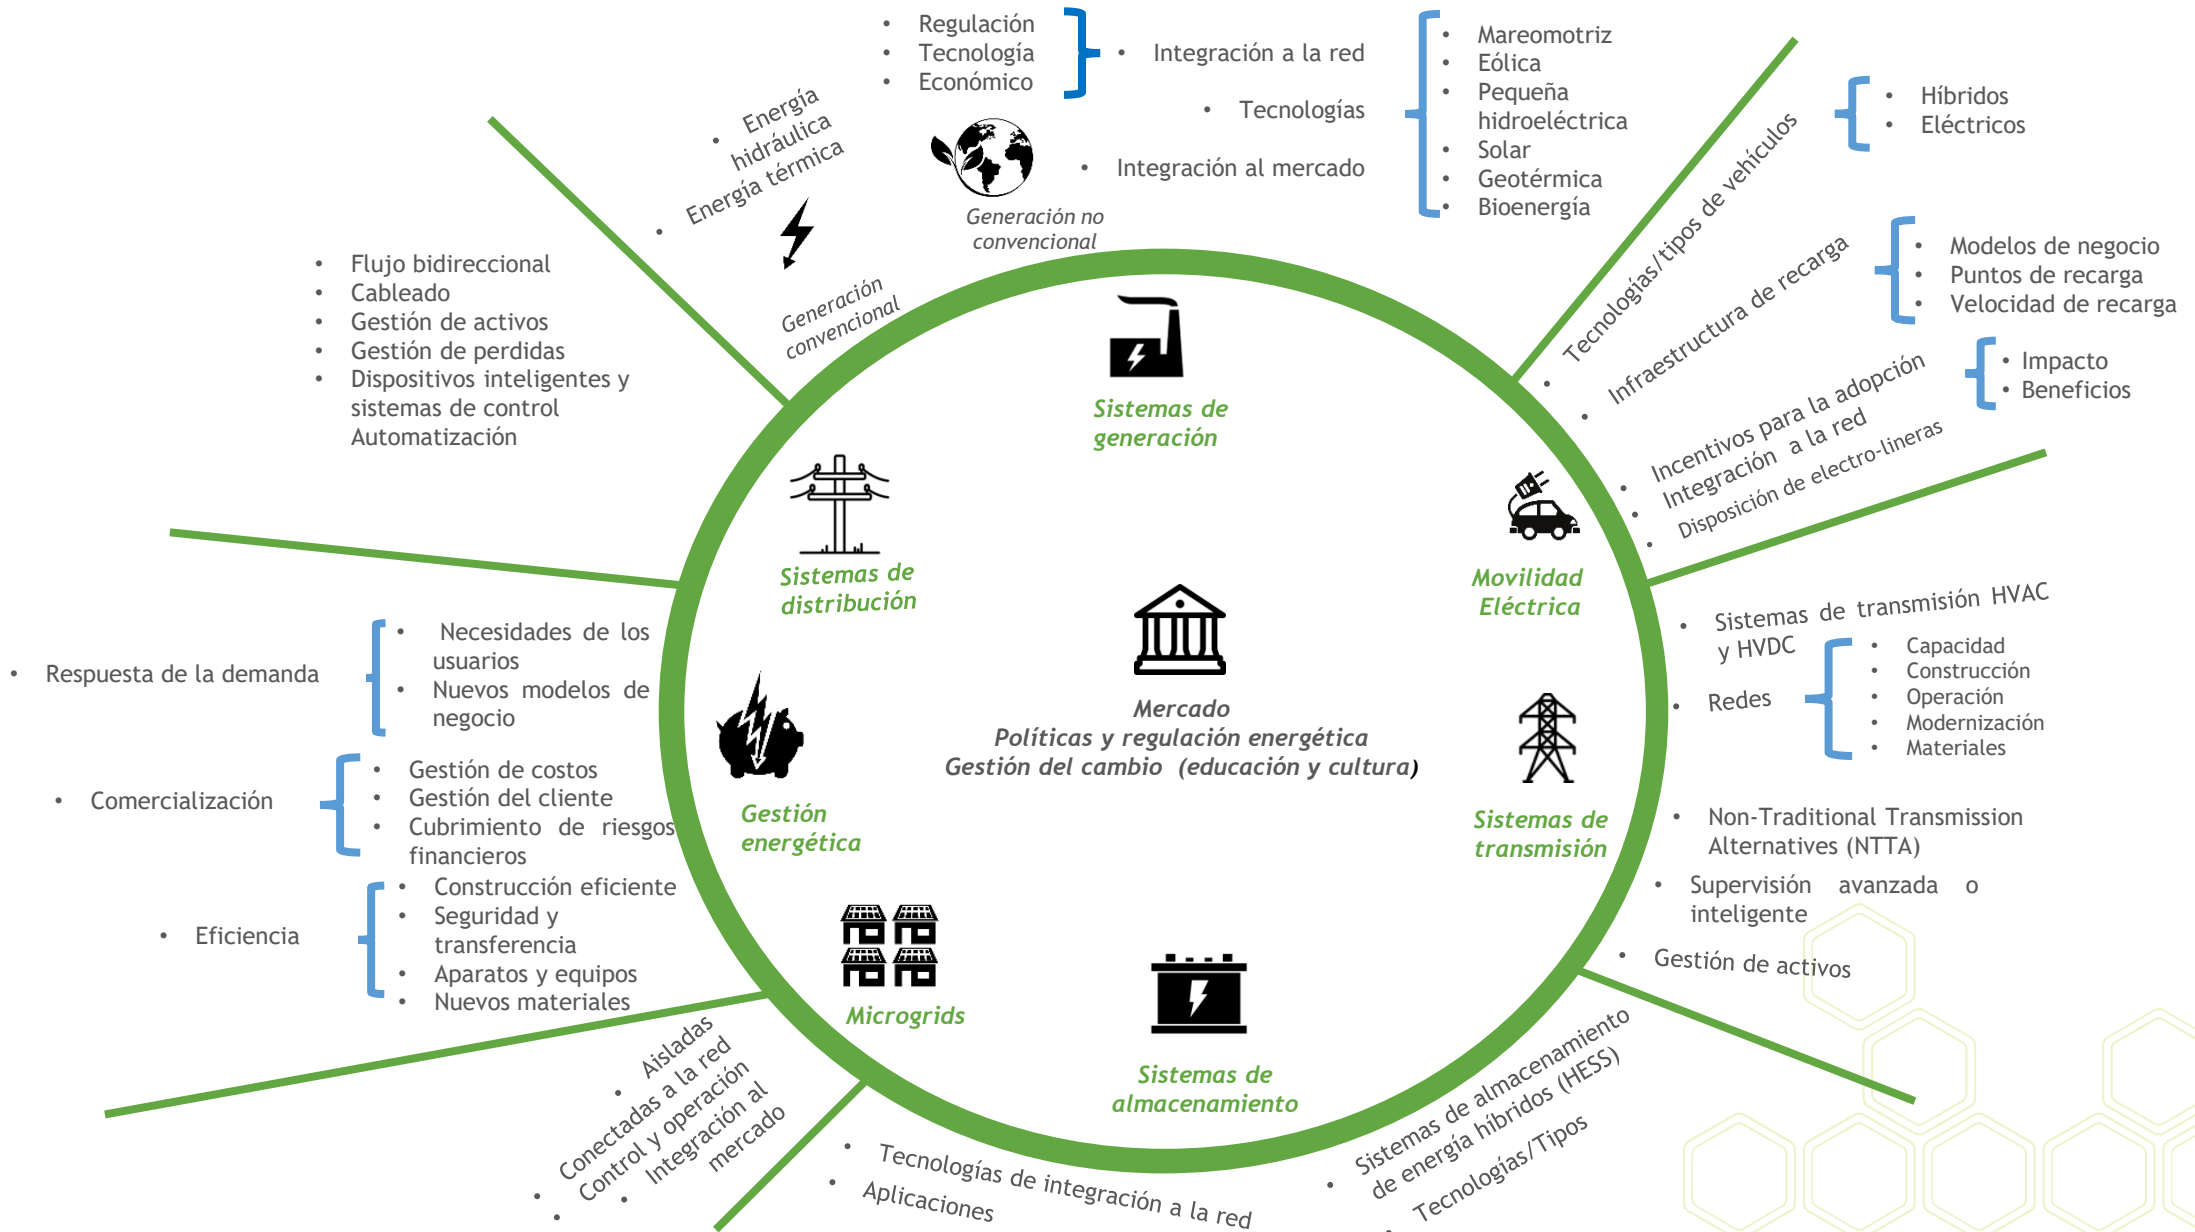 • Regulación
• Tecnología
• Económico
• Integración a la red
• Tecnologías
• Integración al mercado
• Mareomotriz
• Eólica
• Pequeña
hidroeléctrica
• Solar
• Geotérmica
• Bioenergía
• Energía
hidráulica
• Energía térmica
Generación no
convencional
Generación
convencional
• Tecnologías/tipos de vehículos
• Híbridos
• Eléctricos
• Infraestructura de recarga
• Modelos de negocio
• Puntos de recarga
• Velocidad de recarga
• Incentivos para la adopción
• Integración a la red
• Impacto
• Beneficios
• Disposición de electro-lineras
• Flujo bidireccional
• Cableado
• Gestión de activos
• Gestión de perdidas
• Dispositivos inteligentes y
sistemas de control
Automatización
Sistemas de
generación
Sistemas de
distribución
Movilidad
Eléctrica
Mercado
Políticas y regulación energética
Gestión del cambio (educación y cultura)
Gestión
energética
Sistemas de
transmisión
Microgrids
Sistemas de
almacenamiento
• Sistemas de transmisión HVAC
y HVDC
• Redes
• Capacidad
• Construcción
• Operación
• Modernización
• Materiales
• Non-Traditional Transmission
Alternatives (NTTA)
• Supervisión avanzada o
inteligente
• Gestión de activos
• Respuesta de la demanda
• Necesidades de los
usuarios
• Nuevos modelos de
negocio
• Comercialización
• Gestión de costos
• Gestión del cliente
• Cubrimiento de riesgos
financieros
• Eficiencia
• Construcción eficiente
• Seguridad y
transferencia
• Aparatos y equipos
• Nuevos materiales
• Aisladas
• Conectadas a la red
• Control y operación
• Integración al
mercado
• Tecnologías de integración a la red
• Aplicaciones
• Sistemas de almacenamiento
de energía híbridos (HESS)
• Tecnologías/Tipos